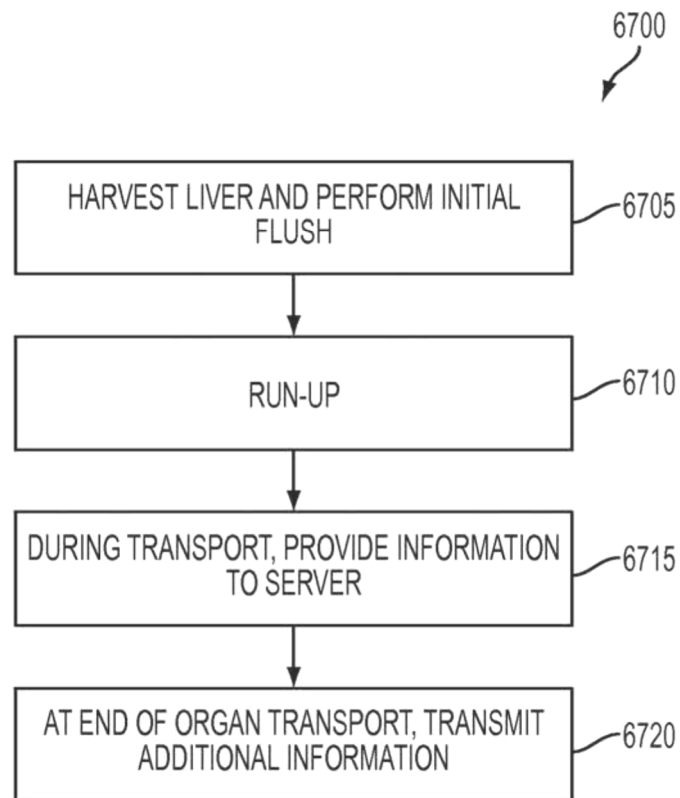 6700
HARVEST LIVER AND PERFORM INITIAL
FLUSH
6705
RUN-UP
6710
DURING TRANSPORT, PROVIDE INFORMATION
TO SERVER
6715
AT END OF ORGAN TRANSPORT, TRANSMIT
ADDITIONAL INFORMATION
6720